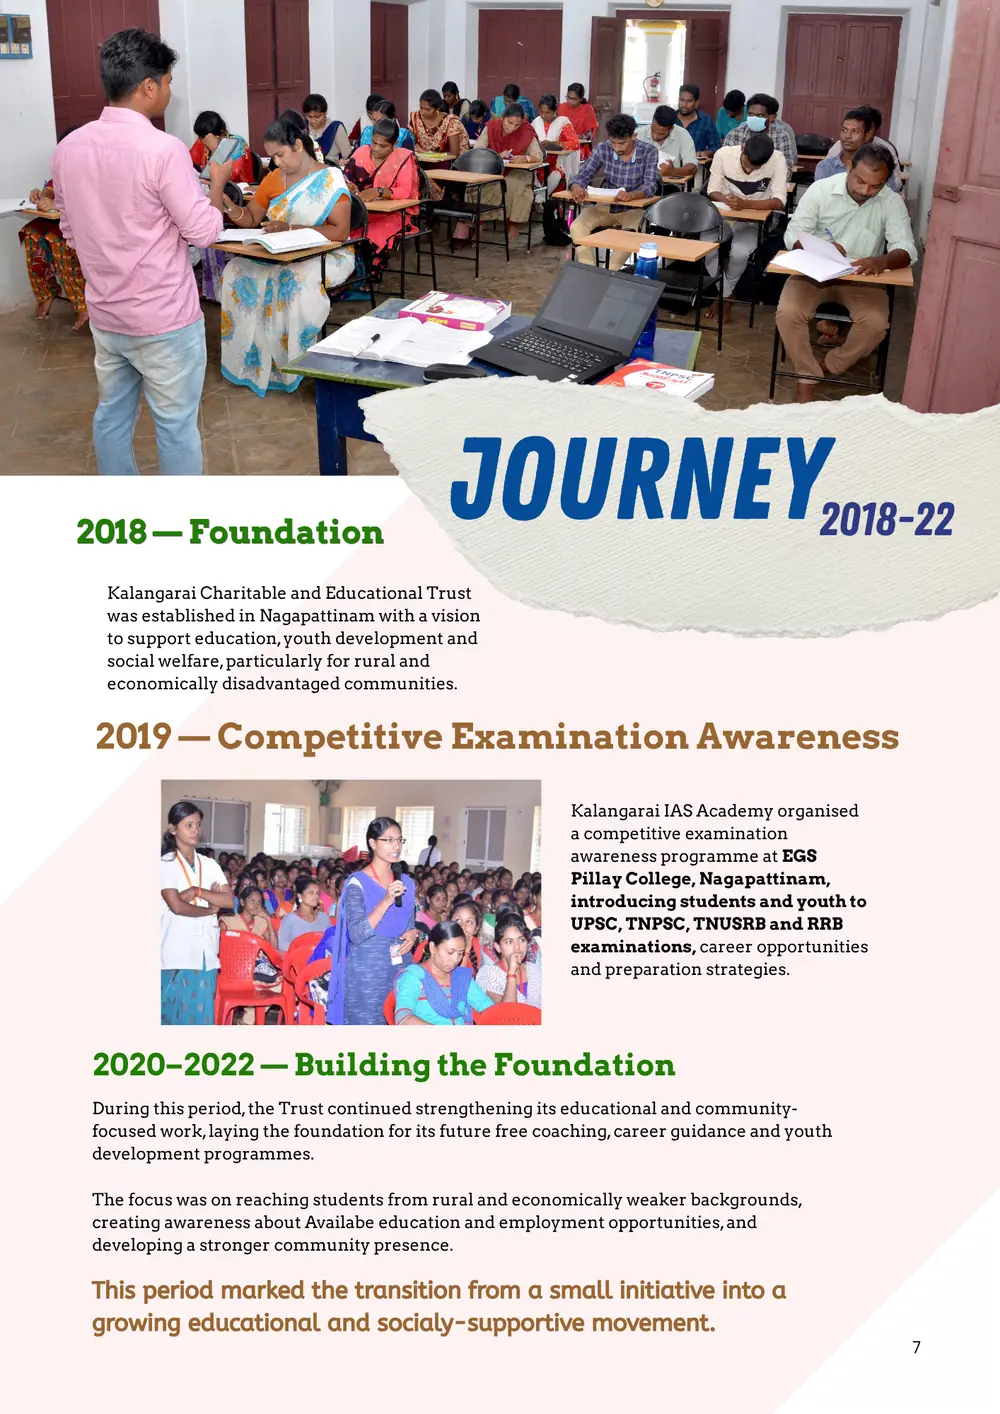 TNPSC
JOURNEY
2018-22
2018 — Foundation
Kalangarai Charitable and Educational Trust
was established in Nagapattinam with a vision
to support education, youth development and
social welfare, particularly for rural and
economically disadvantaged communities.
2019 — Competitive Examination Awareness
Kalangarai IAS Academy organised
a competitive examination
awareness programme at EGS
Pillay College, Nagapattinam,
introducing students and youth to
UPSC, TNPSC, TNUSRB and RRB
examinations, career opportunities
and preparation strategies.
2020–2022 — Building the Foundation
During this period, the Trust continued strengthening its educational and community-
focused work, laying the foundation for its future free coaching, career guidance and youth
development programmes.
The focus was on reaching students from rural and economically weaker backgrounds,
creating awareness about Availabe education and employment opportunities, and
developing a stronger community presence.
This period marked the transition from a small initiative into a
growing educational and socialy-supportive movement.
7